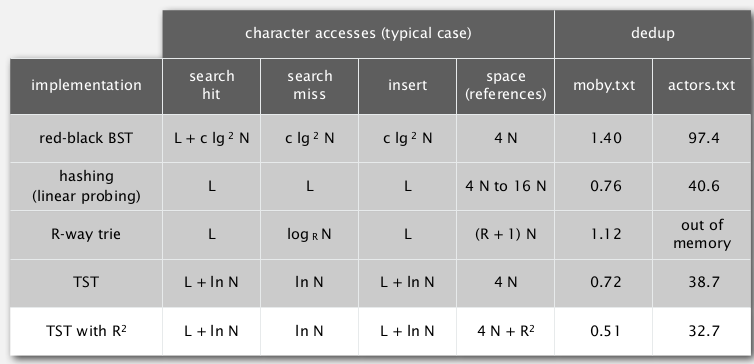 character accesses (typical case) dedup
implementation search hit search miss insert space (references) moby.txt actors.txt
red-black BST L + c lg ² N c lg ² N c lg ² N 4 N 1.40 97.4
hashing (linear probing) L L L 4 N to 16 N 0.76 40.6
R-way trie L log R N L (R + 1) N 1.12 out of memory
TST L + ln N ln N L + ln N 4 N 0.72 38.7
TST with R² L + ln N ln N L + ln N 4 N + R² 0.51 32.7